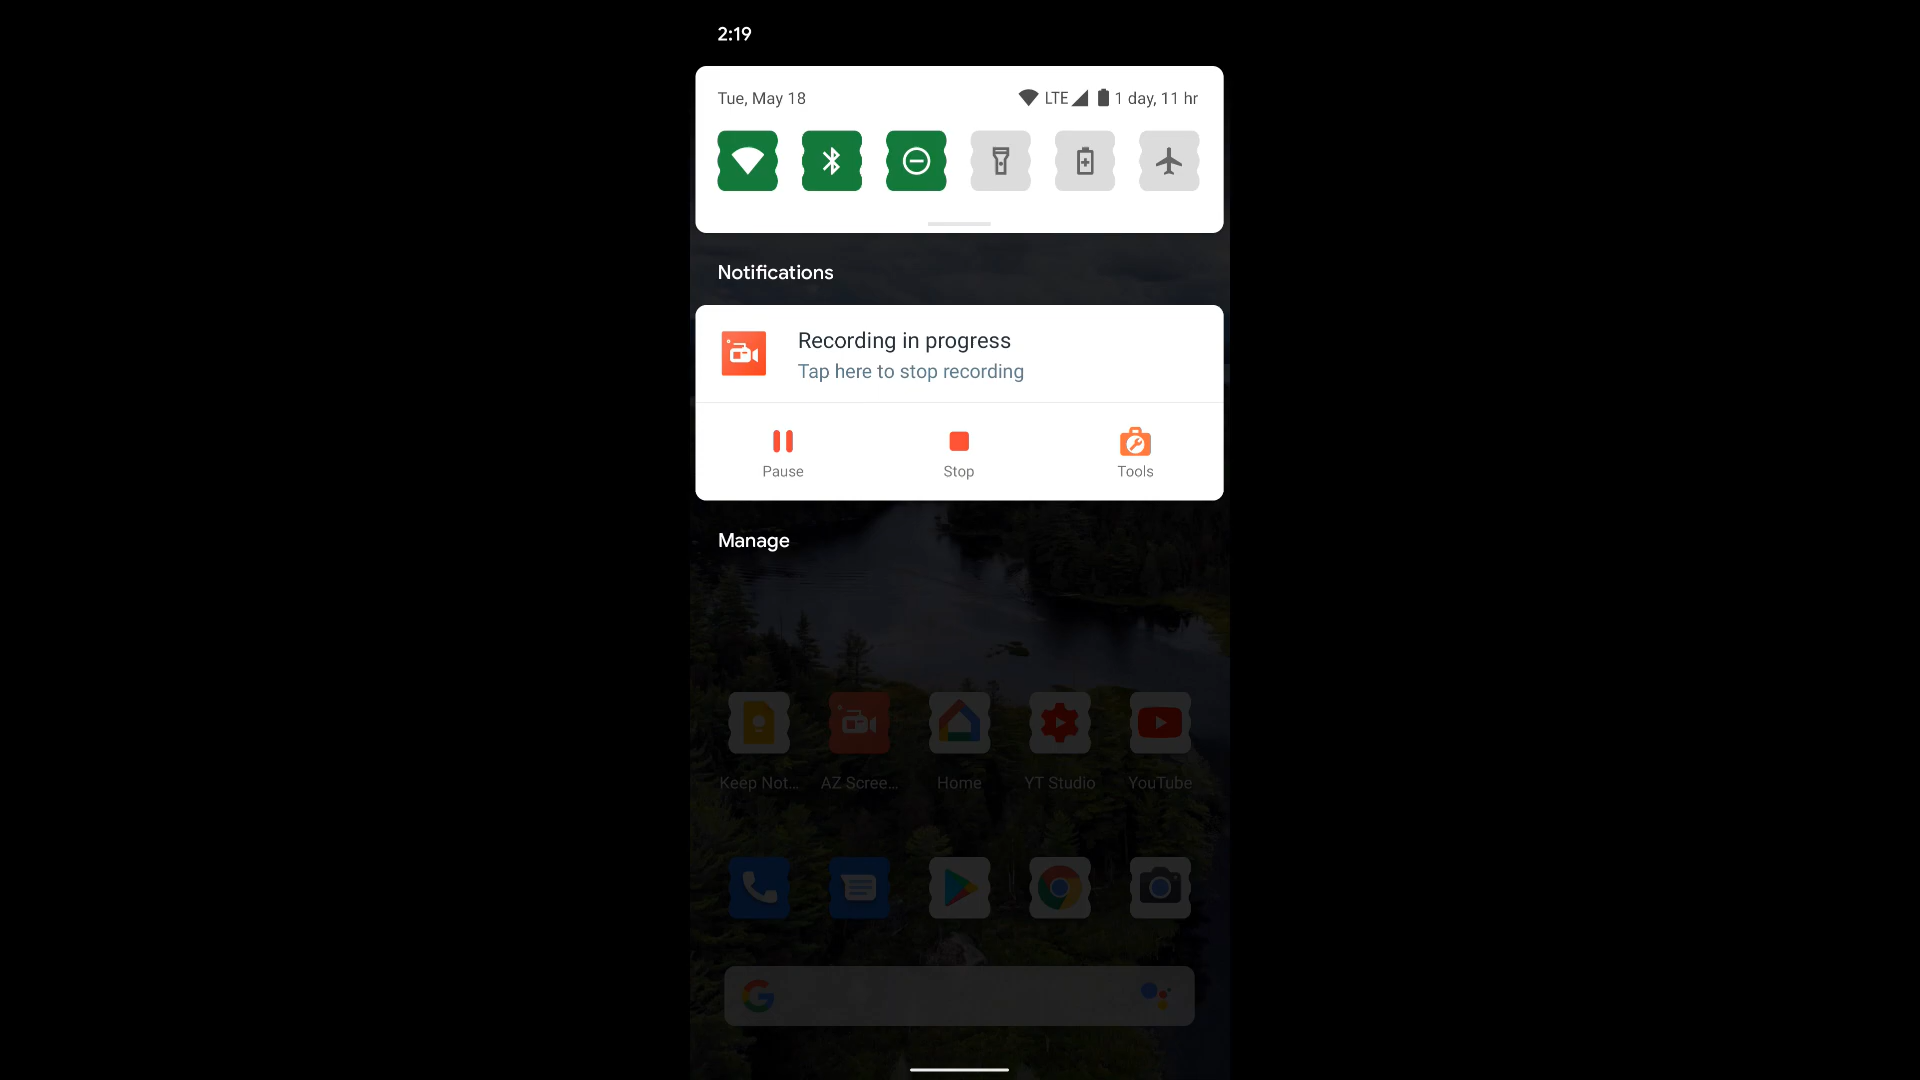 2:19
Tue, May 18
LTE
1 day, 11 hr
Notifications
Recording in progress
Tap here to stop recording
Pause
Stop
Tools
Manage
Keep Not...
AZ Scree...
Home
YT Studio
YouTube